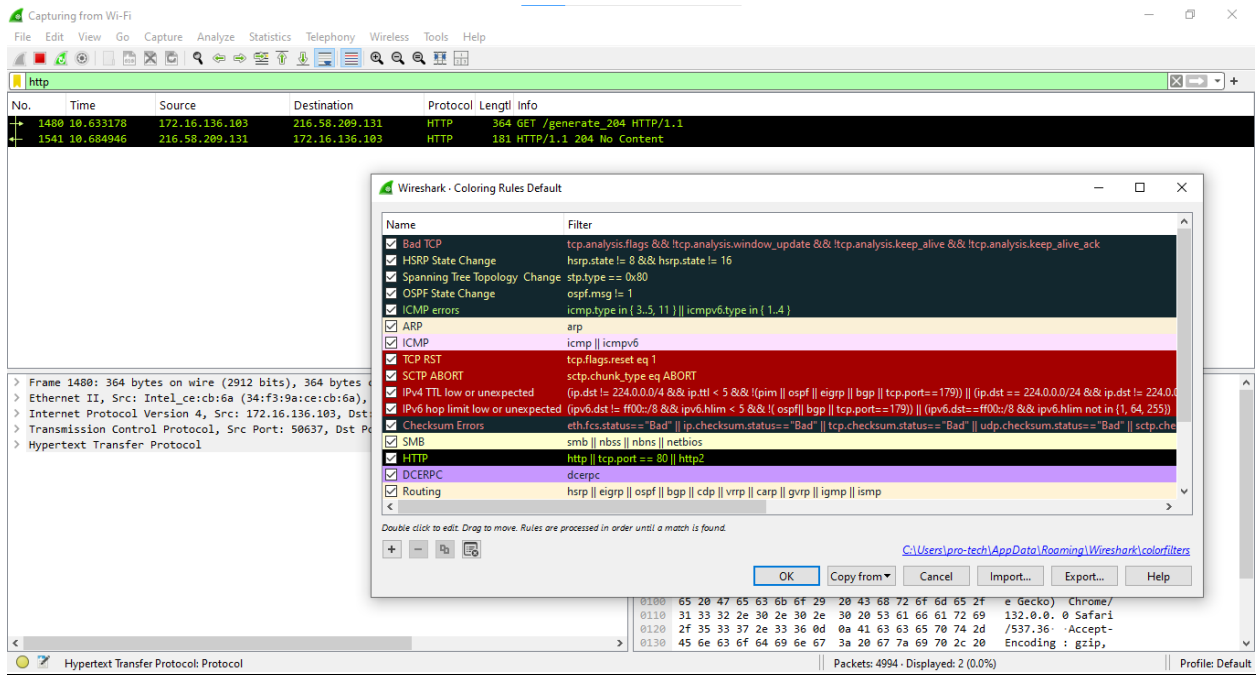 Capturing from Wi-Fi
File Edit View Go Capture Analyze Statistics Telephony Wireless Tools Help
http
No. Time Source Destination Protocol Lengtl Info
1480 10.633178 172.16.136.103 216.58.209.131 HTTP 364 GET /generate_204 HTTP/1.1
1541 10.684946 216.58.209.131 172.16.136.103 HTTP 181 HTTP/1.1 204 No Content
Wireshark · Coloring Rules Default
Name Filter
Bad TCP tcp.analysis.flags && !tcp.analysis.window_update && !tcp.analysis.keep_alive && !tcp.analysis.keep_alive_ack
HSRP State Change hsrp.state != 8 && hsrp.state != 16
Spanning Tree Topology Change stp.type == 0x80
OSPF State Change ospf.msg != 1
ICMP errors icmp.type in { 3..5, 11 } || icmpv6.type in { 1..4 }
ARP arp
ICMP icmp || icmpv6
TCP RST tcp.flags.reset eq 1
SCTP ABORT sctp.chunk_type eq ABORT
IPv4 TTL low or unexpected (ip.dst != 224.0.0.0/4 && ip.ttl < 5 && !(pim || ospf || eigrp || bgp || tcp.port==179)) || (ip.dst == 224.0.0.0/24 && ip.dst != 224.0.0
IPv6 hop limit low or unexpected (ipv6.dst != ff00::/8 && ipv6.hlim < 5 && !( ospf|| bgp || tcp.port==179)) || (ipv6.dst==ff00::/8 && ipv6.hlim not in {1, 64, 255})
Checksum Errors eth.fcs.status=="Bad" || ip.checksum.status=="Bad" || tcp.checksum.status=="Bad" || udp.checksum.status=="Bad" || sctp.che
SMB smb || nbss || nbns || netbios
HTTP http || tcp.port == 80 || http2
DCERPC dcerpc
Routing hsrp || eigrp || ospf || bgp || cdp || vrrp || carp || gvrp || igmp || ismp
Double click to edit. Drag to move. Rules are processed in order until a match is found.
C:\Users\pro-tech\AppData\Roaming\Wireshark\colorfilters
OK Copy from Cancel Import... Export... Help
Frame 1480: 364 bytes on wire (2912 bits), 364 bytes
Ethernet II, Src: Intel_ce:cb:6a (34:f3:9a:ce:cb:6a),
Internet Protocol Version 4, Src: 172.16.136.103, Dst:
Transmission Control Protocol, Src Port: 50637, Dst Po
Hypertext Transfer Protocol
0100 65 20 47 65 63 6b 6f 29 20 43 68 72 6f 6d 65 2f e Gecko) Chrome/
0110 31 33 32 2e 30 2e 30 2e 30 20 53 61 66 61 72 69 132.0.0. 0 Safari
0120 2f 35 33 37 2e 33 36 0d 0a 41 63 63 65 70 74 2d /537.36· ·Accept-
0130 45 6e 63 6f 64 69 6e 67 3a 20 67 7a 69 70 2c 20 Encoding : gzip,
Hypertext Transfer Protocol: Protocol Packets: 4994 · Displayed: 2 (0.0%) Profile: Default